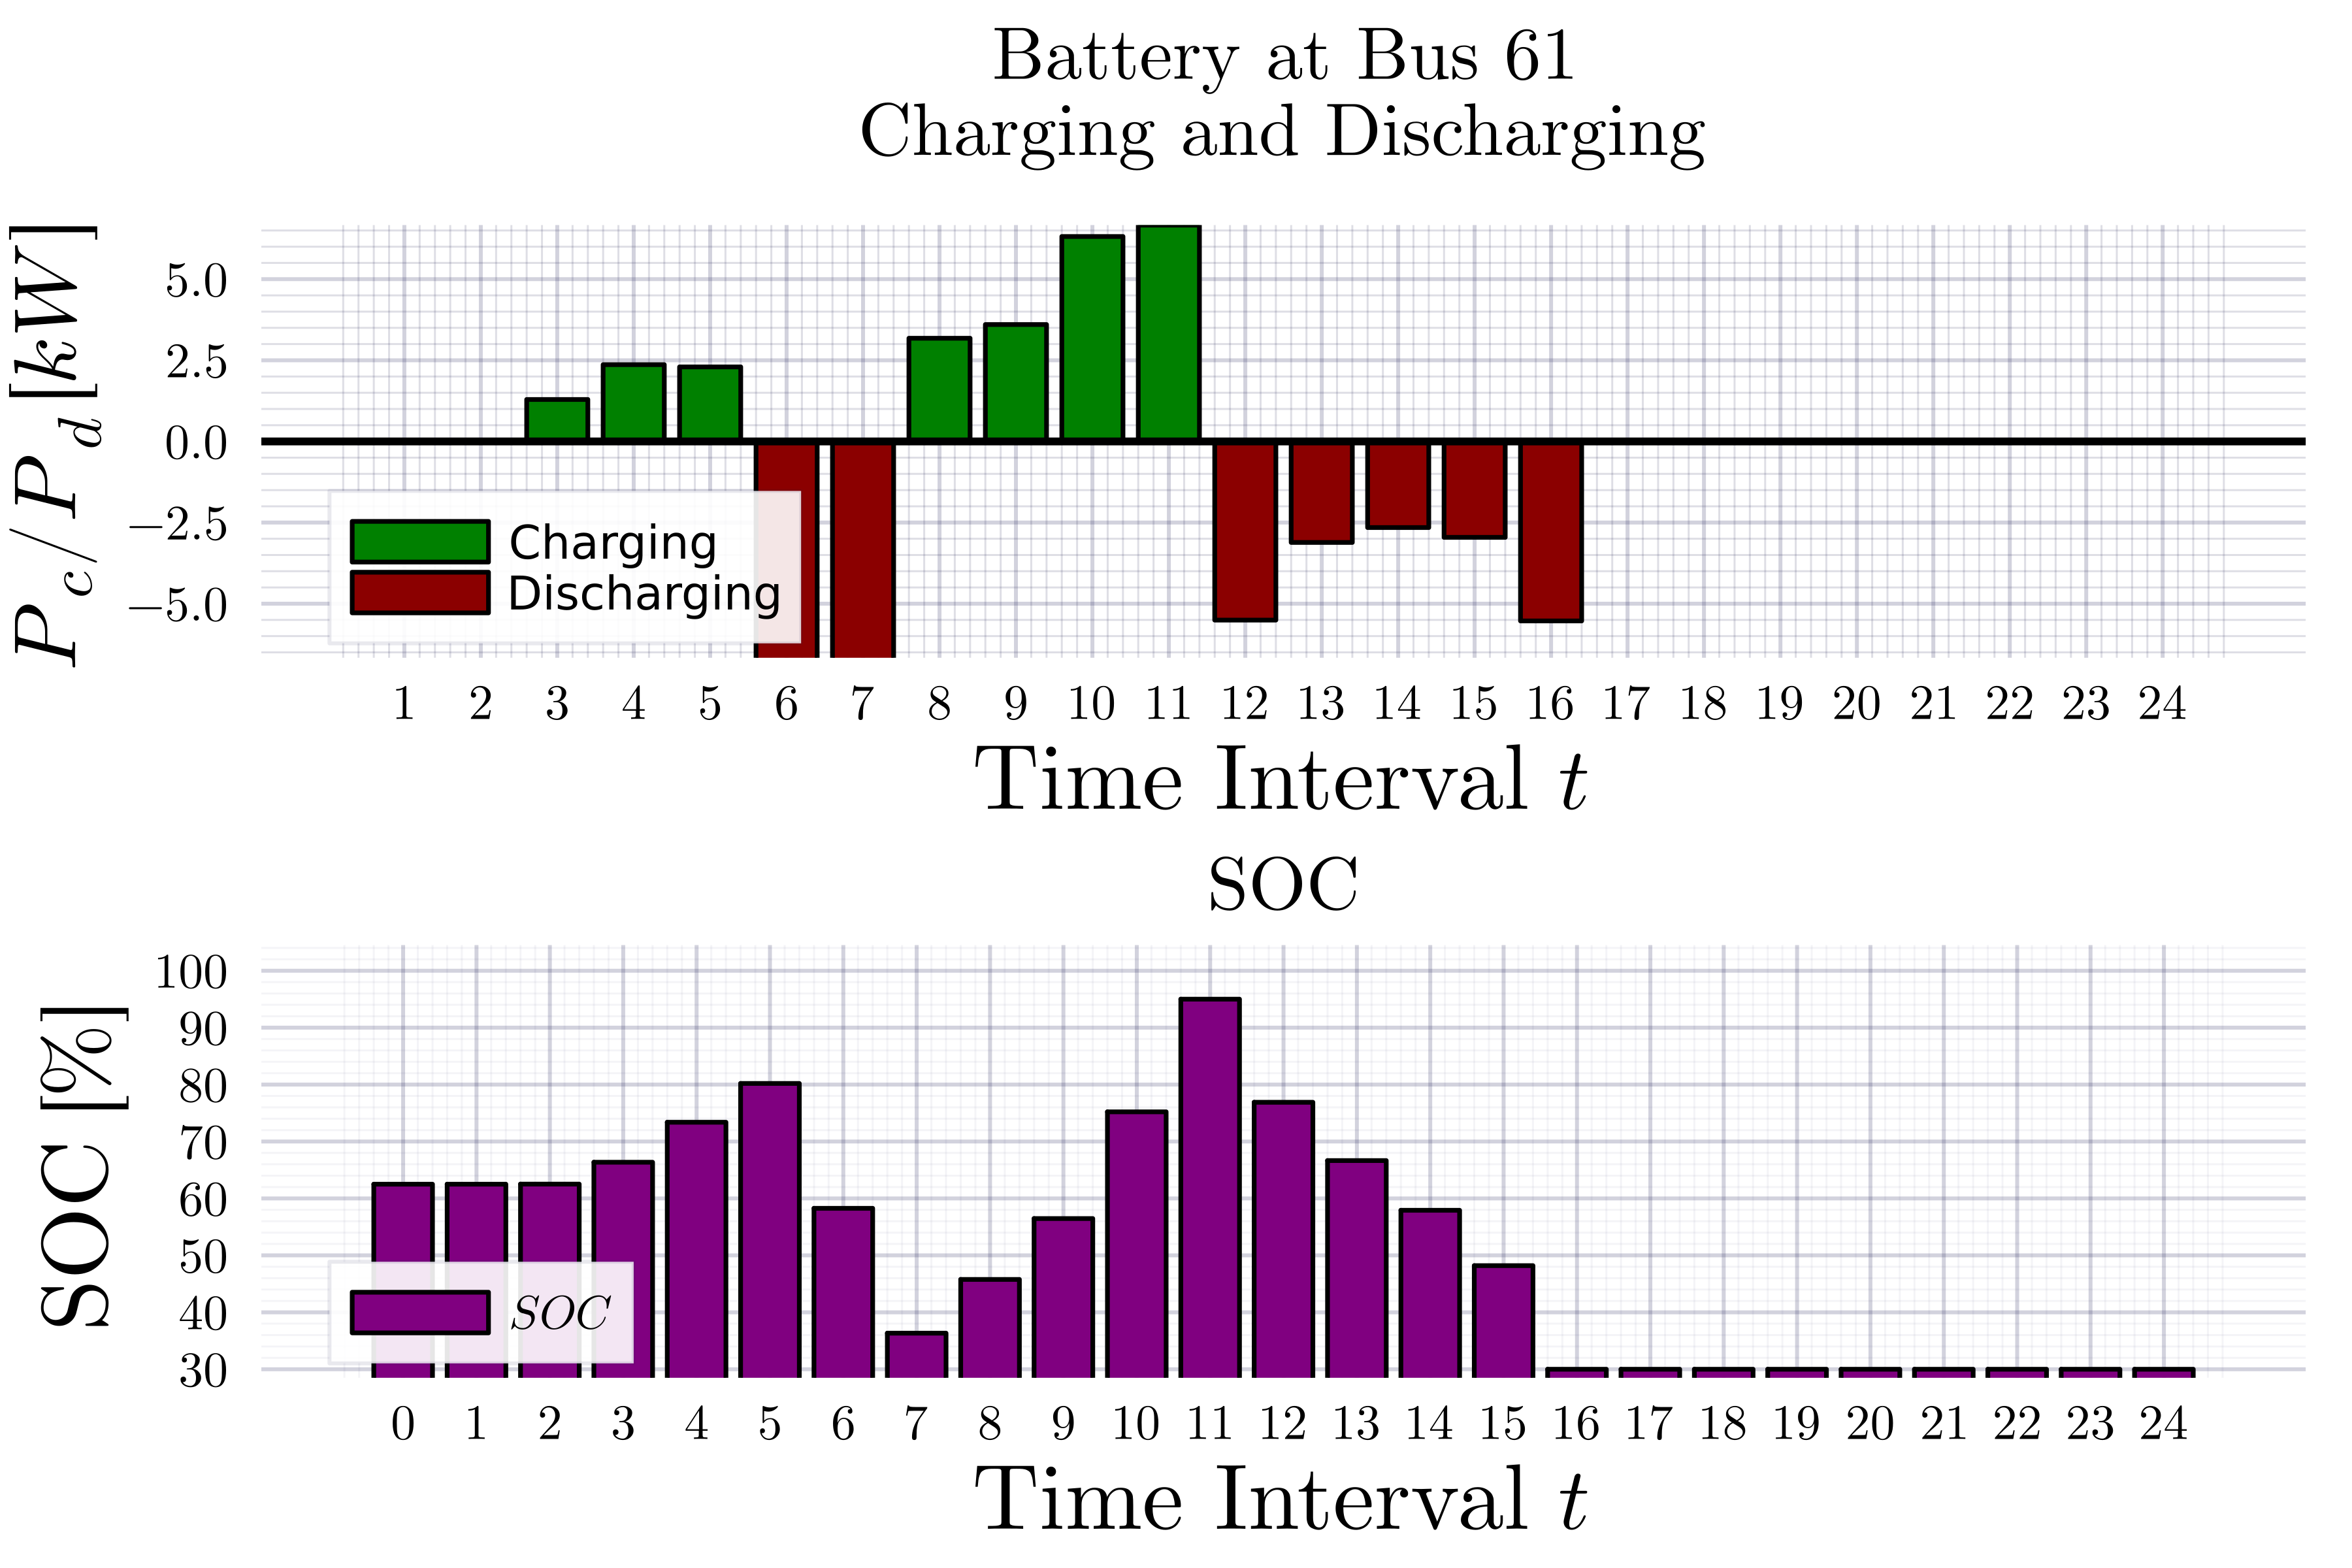 Battery at Bus 61
Charging and Discharging
P_c/P_d [kW]
5.0
2.5
0.0
−2.5
−5.0
Charging
Discharging
1 2 3 4 5 6 7 8 9 10 11 12 13 14 15 16 17 18 19 20 21 22 23 24
Time Interval t
SOC
SOC [%]
100
90
80
70
60
50
40
30
SOC
0 1 2 3 4 5 6 7 8 9 10 11 12 13 14 15 16 17 18 19 20 21 22 23 24
Time Interval t